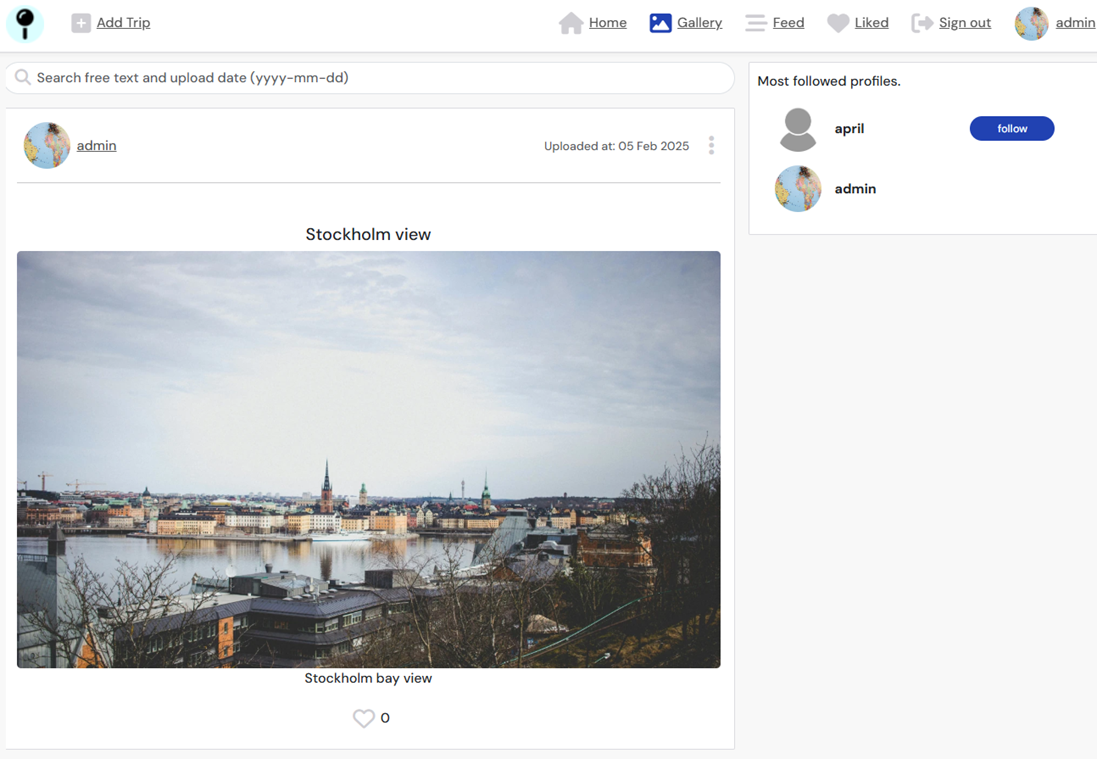 Add Trip
Home Gallery Feed Liked Sign out admin
Search free text and upload date (yyyy-mm-dd)
admin
Uploaded at: 05 Feb 2025
Stockholm view
Stockholm bay view
0
Most followed profiles.
april
follow
admin